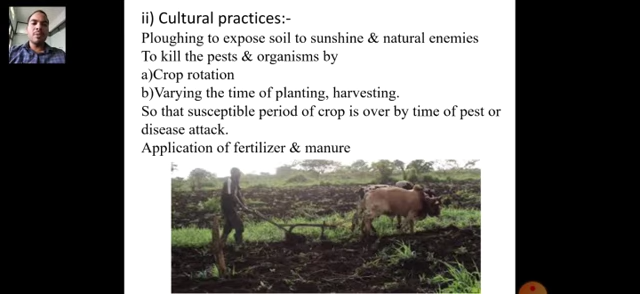 ii) Cultural practices:-
Ploughing to expose soil to sunshine & natural enemies
To kill the pests & organisms by
a)Crop rotation
b)Varying the time of planting, harvesting.
So that susceptible period of crop is over by time of pest or
disease attack.
Application of fertilizer & manure